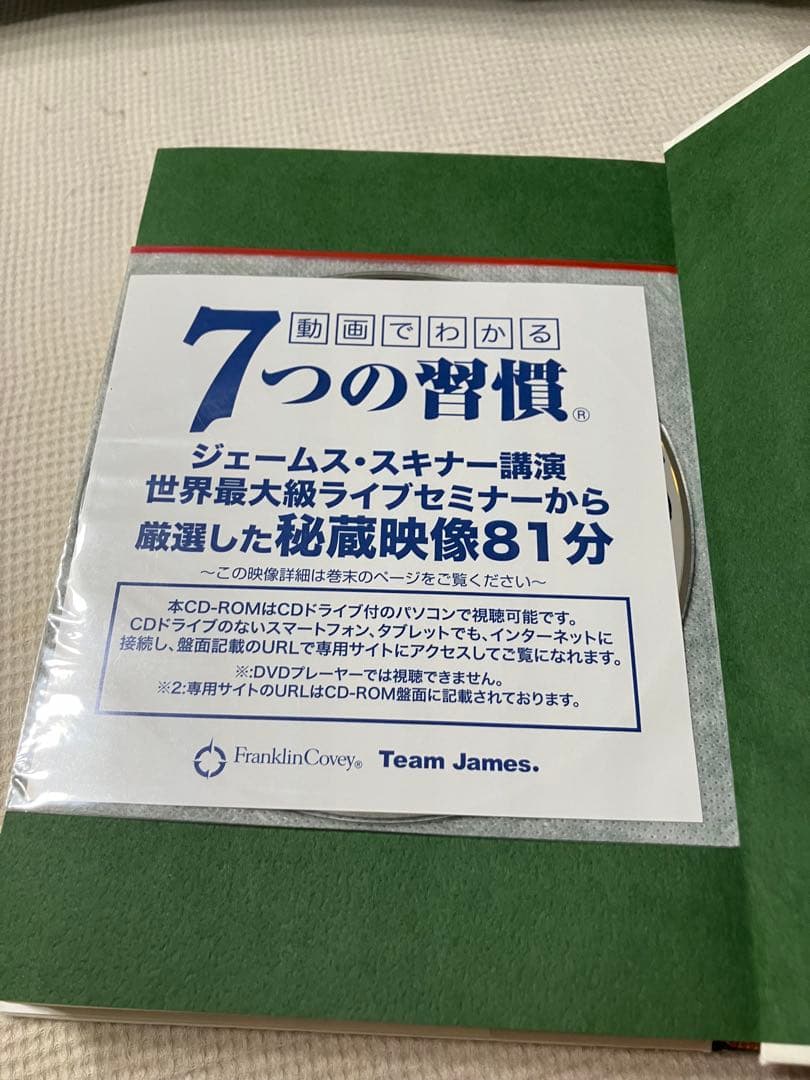 動画でわかる
7つの習慣®
ジェームス・スキナー講演
世界最大級ライブセミナーから
厳選した秘蔵映像81分
～この映像詳細は巻末のページをご覧ください～
本CD-ROMはCDドライブ付のパソコンで視聴可能です。
CDドライブのないスマートフォン、タブレットでも、インターネットに
接続し、盤面記載のURLで専用サイトにアクセスしてご覧になれます。
※:DVDプレーヤーでは視聴できません。
※2:専用サイトのURLはCD-ROM盤面に記載されております。
FranklinCovey® Team James.